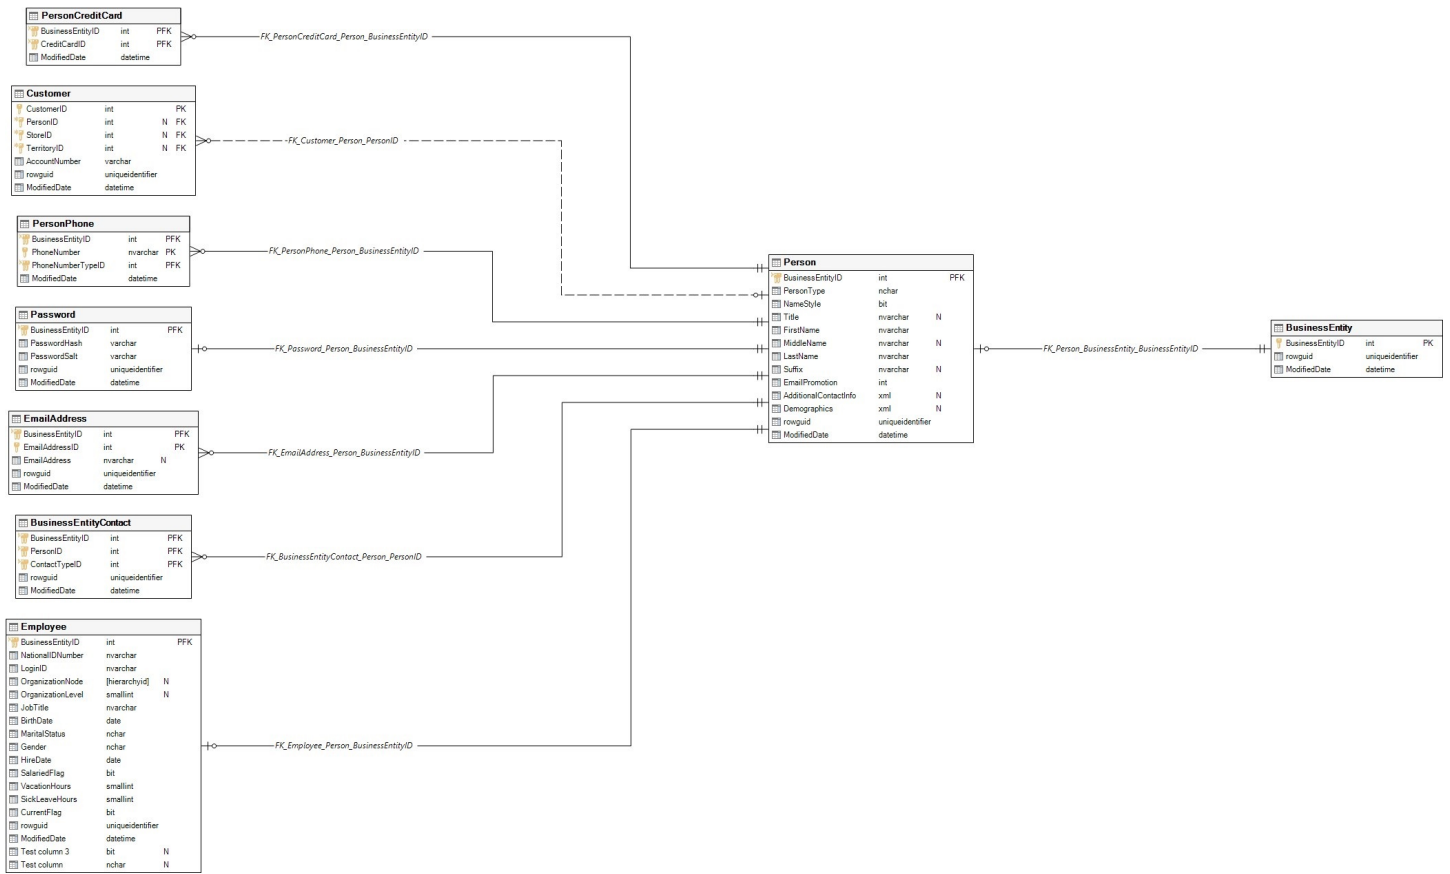 PersonCreditCard
BusinessEntityID int PFK
CreditCardID int PFK
ModifiedDate datetime
FK_PersonCreditCard_Person_BusinessEntityID
Customer
CustomerID int PK
PersonID int N FK
StoreID int N FK
TerritoryID int N FK
AccountNumber varchar
rowguid uniqueidentifier
ModifiedDate datetime
FK_Customer_Person_PersonID
PersonPhone
BusinessEntityID int PFK
PhoneNumber nvarchar PK
PhoneNumberTypeID int PFK
ModifiedDate datetime
FK_PersonPhone_Person_BusinessEntityID
Password
BusinessEntityID int PFK
PasswordHash varchar
PasswordSalt varchar
rowguid uniqueidentifier
ModifiedDate datetime
FK_Password_Person_BusinessEntityID
EmailAddress
BusinessEntityID int PFK
EmailAddressID int PK
EmailAddress nvarchar N
rowguid uniqueidentifier
ModifiedDate datetime
FK_EmailAddress_Person_BusinessEntityID
BusinessEntityContact
BusinessEntityID int PFK
PersonID int PFK
ContactTypeID int PFK
rowguid uniqueidentifier
ModifiedDate datetime
FK_BusinessEntityContact_Person_PersonID
Employee
BusinessEntityID int PFK
NationalIDNumber nvarchar
LoginID nvarchar
OrganizationNode [hierarchyid] N
OrganizationLevel smallint N
JobTitle nvarchar
BirthDate date
MaritalStatus nchar
Gender nchar
HireDate date
SalariedFlag bit
VacationHours smallint
SickLeaveHours smallint
CurrentFlag bit
rowguid uniqueidentifier
ModifiedDate datetime
Test column 3 bit N
Test column nchar N
FK_Employee_Person_BusinessEntityID
Person
BusinessEntityID int PFK
PersonType nchar
NameStyle bit
Title nvarchar N
FirstName nvarchar
MiddleName nvarchar N
LastName nvarchar
Suffix nvarchar N
EmailPromotion int
AdditionalContactInfo xml N
Demographics xml N
rowguid uniqueidentifier
ModifiedDate datetime
FK_Person_BusinessEntity_BusinessEntityID
BusinessEntity
BusinessEntityID int PK
rowguid uniqueidentifier
ModifiedDate datetime